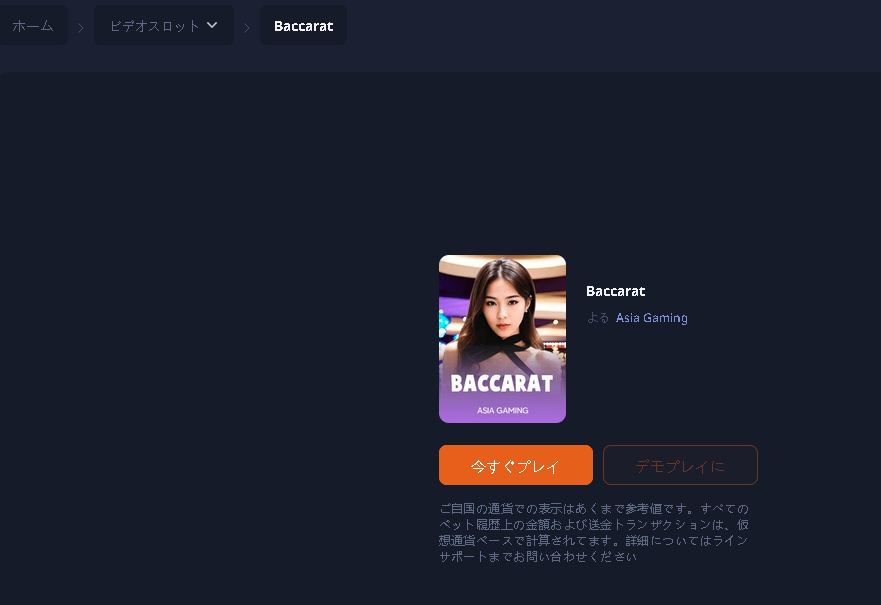 ホーム
ビデオスロット
Baccarat
Baccarat
よる Asia Gaming
BACCARAT
ASIA GAMING
今すぐプレイ
デモプレイに
ご自国の通貨での表示はあくまで参考値です。すべての
ベット履歴上の金額および送金トランザクションは、仮
想通貨ベースで計算されてます。詳細についてはライン
サポートまでお問い合わせください